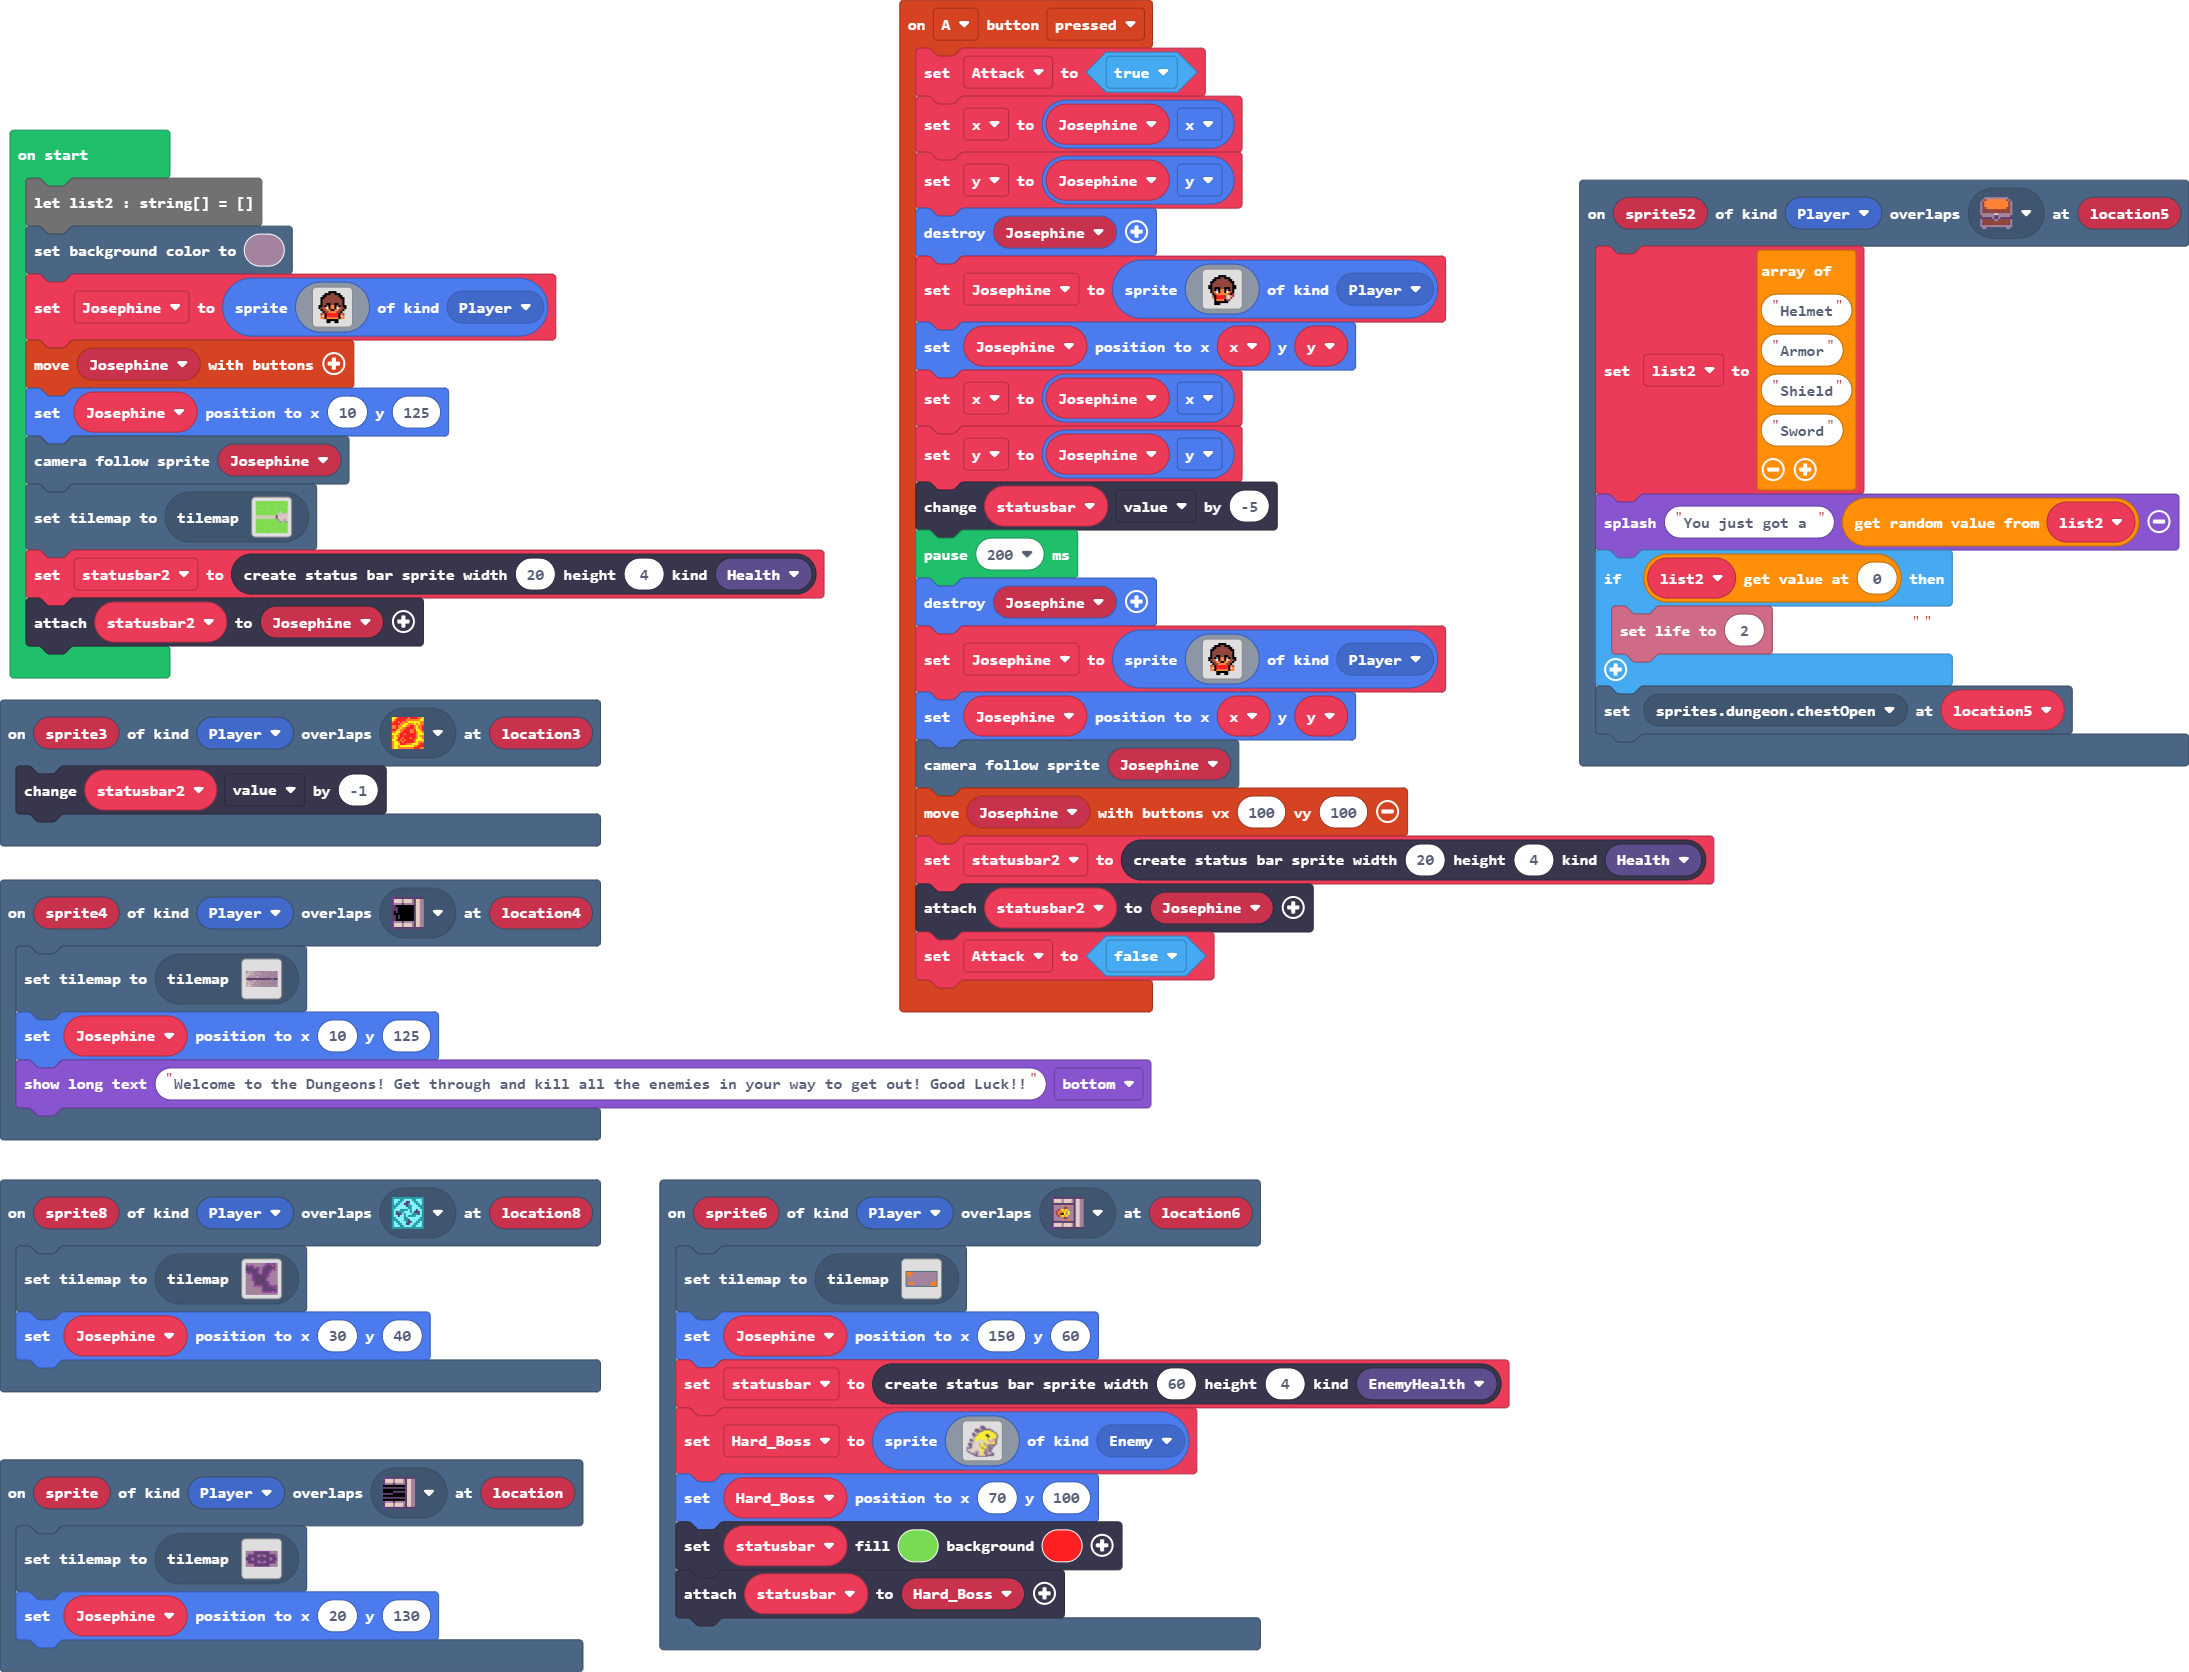 on start
let list2 : string[] = []
set background color to
set Josephine to sprite of kind Player
move Josephine with buttons
set Josephine position to x 10 y 125
camera follow sprite Josephine
set tilemap to tilemap
set statusbar2 to create status bar sprite width 20 height 4 kind Health
attach statusbar2 to Josephine
on sprite3 of kind Player overlaps at location3
change statusbar2 value by -1
on sprite4 of kind Player overlaps at location4
set tilemap to tilemap
set Josephine position to x 10 y 125
show long text "Welcome to the Dungeons! Get through and kill all the enemies in your way to get out! Good Luck!!" bottom
on sprite8 of kind Player overlaps at location8
set tilemap to tilemap
set Josephine position to x 30 y 40
on sprite of kind Player overlaps at location
set tilemap to tilemap
set Josephine position to x 20 y 130
on A button pressed
set Attack to true
set x to Josephine x
set y to Josephine y
destroy Josephine
set Josephine to sprite of kind Player
set Josephine position to x x y y
set x to Josephine x
set y to Josephine y
change statusbar value by -5
pause 200 ms
destroy Josephine
set Josephine to sprite of kind Player
set Josephine position to x x y y
camera follow sprite Josephine
move Josephine with buttons vx 100 vy 100
set statusbar2 to create status bar sprite width 20 height 4 kind Health
attach statusbar2 to Josephine
set Attack to false
on sprite6 of kind Player overlaps at location6
set tilemap to tilemap
set Josephine position to x 150 y 60
set statusbar to create status bar sprite width 60 height 4 kind EnemyHealth
set Hard_Boss to sprite of kind Enemy
set Hard_Boss position to x 70 y 100
set statusbar fill background
attach statusbar to Hard_Boss
on sprite52 of kind Player overlaps at location5
set list2 to array of
"Helmet"
"Armor"
"Shield"
"Sword"
splash "You just got a " get random value from list2
if list2 get value at 0 then
set life to 2 " "
set sprites.dungeon.chestOpen at location5